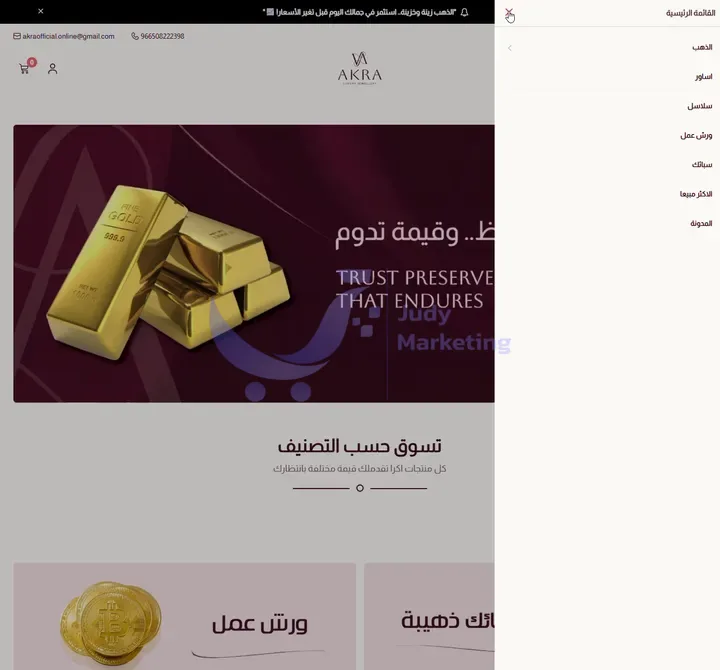 "الذهب زينة وخزينة.. استثمر في جمالك اليوم قبل تغير الأسعار!
akraofficial.online@gmail.com
966508222398
0
AKRA
القائمة الرئيسية
الذهب
اساور
سلاسل
ورش عمل
سبائك
الاكثر مبيعا
المدونة
FINE
GOLD
999.9
وقيمة تدوم
TRUST PRESERVE
THAT ENDURES
Judy
Marketing
تسوق حسب التصنيف
كل منتجات اكرا تقدملك قيمة مختلفة بانتظارك
ورش عمل
ئك ذهبية